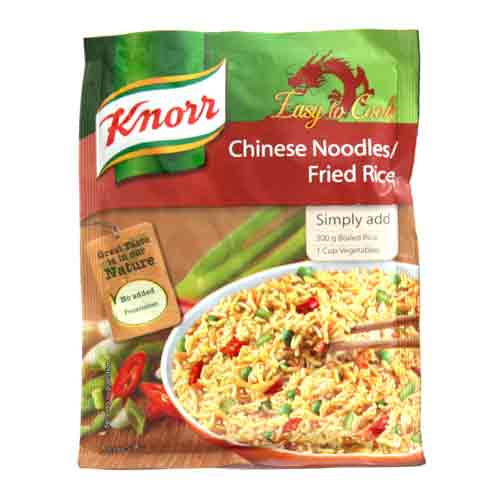 Knorr
Easy to Cook
Chinese Noodles/
Fried Rice
Simply add
300 g Boiled Rice
1 Cup Vegetables
Great Taste
is in our
Nature
No added
Preservatives